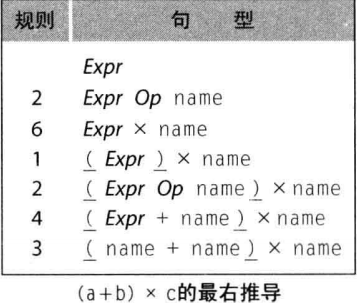 规则 句 型
Expr
2 Expr Op name
6 Expr × name
1 ( Expr ) × name
2 ( Expr Op name ) × name
4 ( Expr + name ) × name
3 ( name + name ) × name
(a+b) × c的最右推导